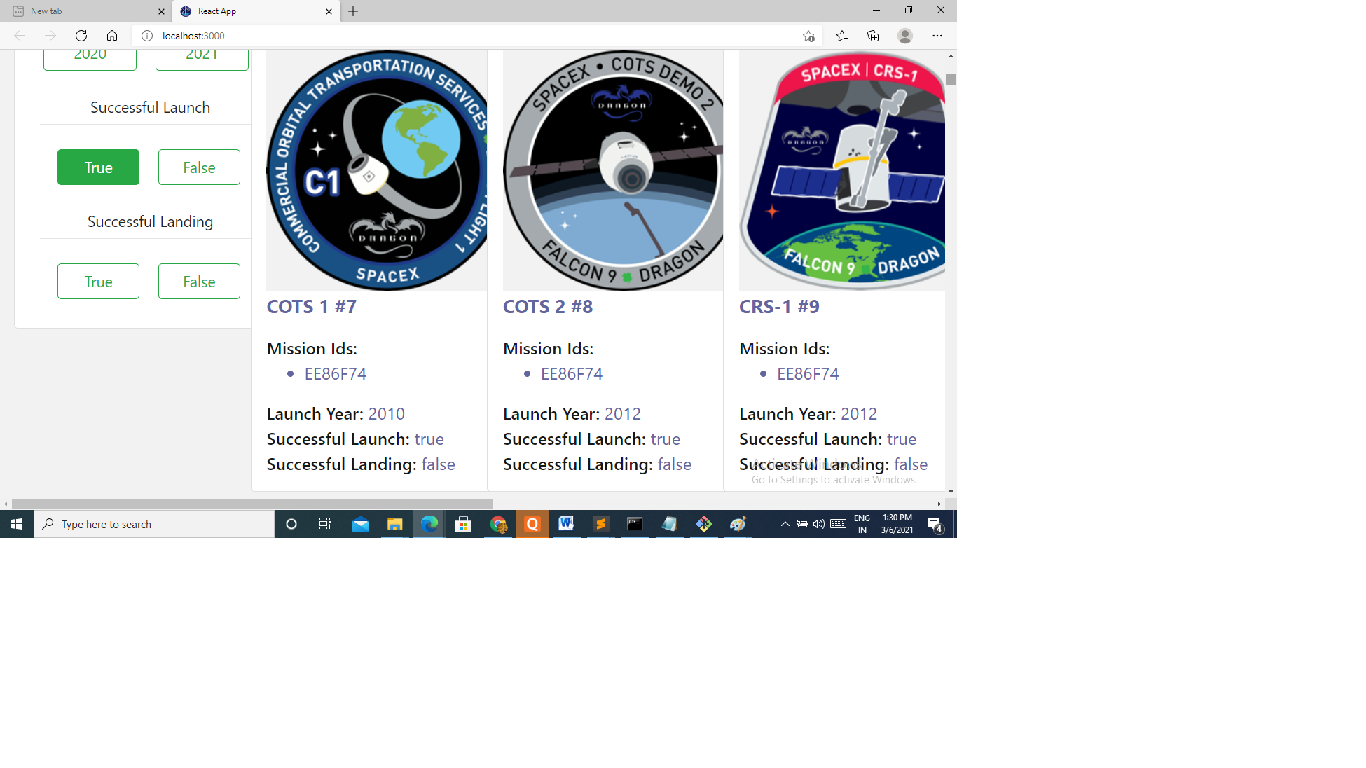 New tab
React App
localhost:3000
2020 2021
Successful Launch
True False
Successful Landing
True False
COMMERCIAL ORBITAL TRANSPORTATION SERVICES
C1
DRAGON
LIGHT 1
SPACEX
SPACEX • COTS DEMO 2
DRAGON
FALCON 9 DRAGON
SPACEX | CRS-1
DRAGON
FALCON 9 DRAGON
COTS 1 #7
Mission Ids:
• EE86F74
Launch Year: 2010
Successful Launch: true
Successful Landing: false
COTS 2 #8
Mission Ids:
• EE86F74
Launch Year: 2012
Successful Launch: true
Successful Landing: false
CRS-1 #9
Mission Ids:
• EE86F74
Launch Year: 2012
Successful Launch: true
Successful Landing: false
Activate Windows
Go to Settings to activate Windows.
Type here to search
ENG
IN
1:30 PM
3/6/2021
4